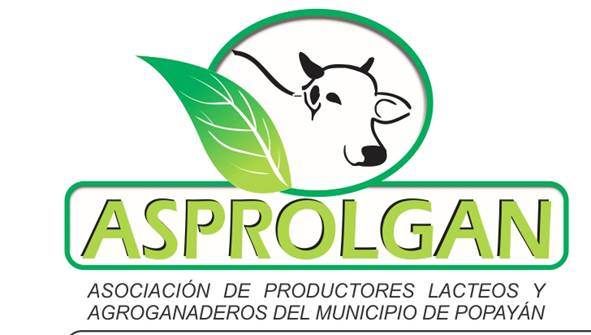 ASPROLGAN
ASOCIACIÓN DE PRODUCTORES LACTEOS Y
AGROGANADEROS DEL MUNICIPIO DE POPAYÁN